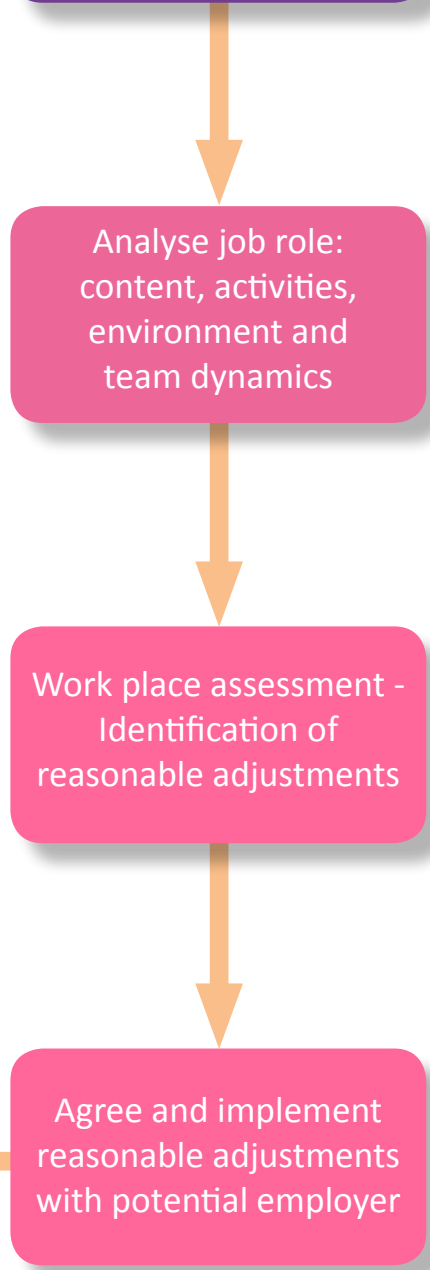 Analyse job role:
content, activities,
environment and
team dynamics
Work place assessment -
Identification of
reasonable adjustments
Agree and implement
reasonable adjustments
with potential employer